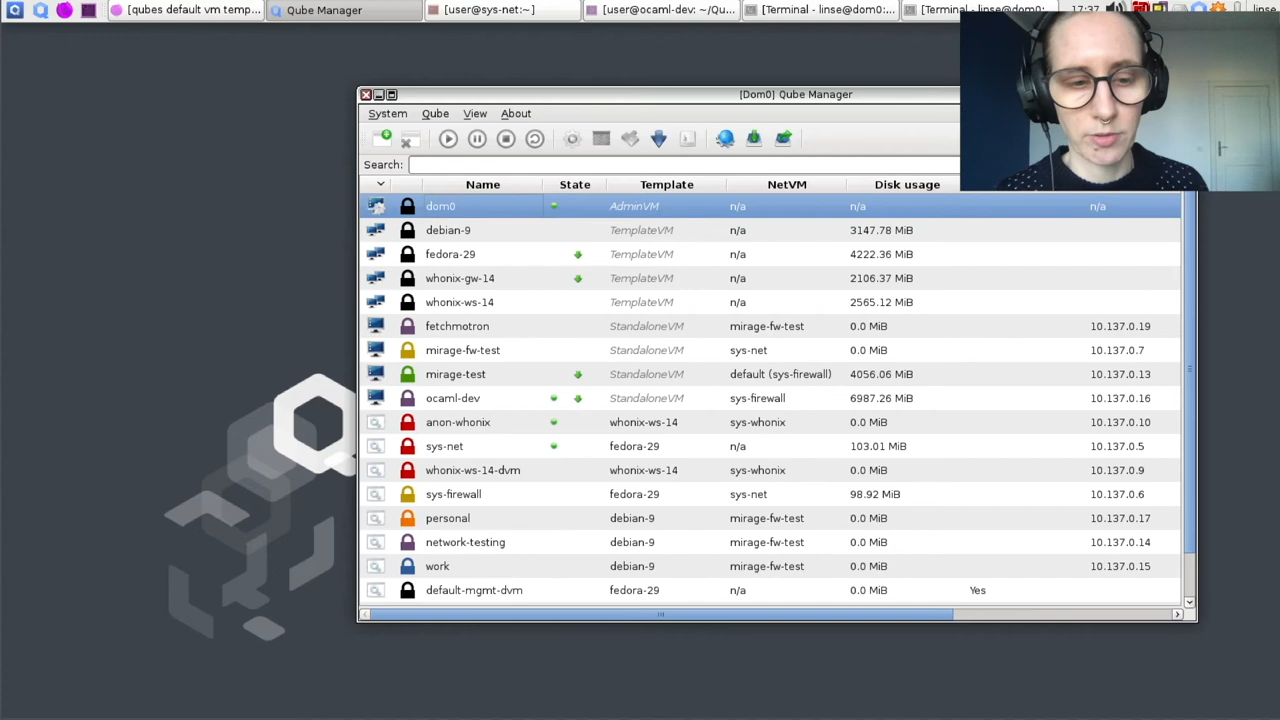 [qubes default vm temp...
Qube Manager
[user@sys-net:~]
[user@ocaml-dev: ~/Qu...
[Terminal - linse@dom0:...
[Terminal - linse@dom0:
17:37
linse
[Dom0] Qube Manager
System Qube View About
Search:
Name State Template NetVM Disk usage
dom0 AdminVM n/a n/a n/a
debian-9 TemplateVM n/a 3147.78 MiB
fedora-29 TemplateVM n/a 4222.36 MiB
whonix-gw-14 TemplateVM n/a 2106.37 MiB
whonix-ws-14 TemplateVM n/a 2565.12 MiB
fetchmotron StandaloneVM mirage-fw-test 0.0 MiB 10.137.0.19
mirage-fw-test StandaloneVM sys-net 0.0 MiB 10.137.0.7
mirage-test StandaloneVM default (sys-firewall) 4056.06 MiB 10.137.0.13
ocaml-dev StandaloneVM sys-firewall 6987.26 MiB 10.137.0.16
anon-whonix whonix-ws-14 sys-whonix 0.0 MiB 10.137.0.10
sys-net fedora-29 n/a 103.01 MiB 10.137.0.5
whonix-ws-14-dvm whonix-ws-14 sys-whonix 0.0 MiB 10.137.0.9
sys-firewall fedora-29 sys-net 98.92 MiB 10.137.0.6
personal debian-9 mirage-fw-test 0.0 MiB 10.137.0.17
network-testing debian-9 mirage-fw-test 0.0 MiB 10.137.0.14
work debian-9 mirage-fw-test 0.0 MiB 10.137.0.15
default-mgmt-dvm fedora-29 n/a 0.0 MiB Yes